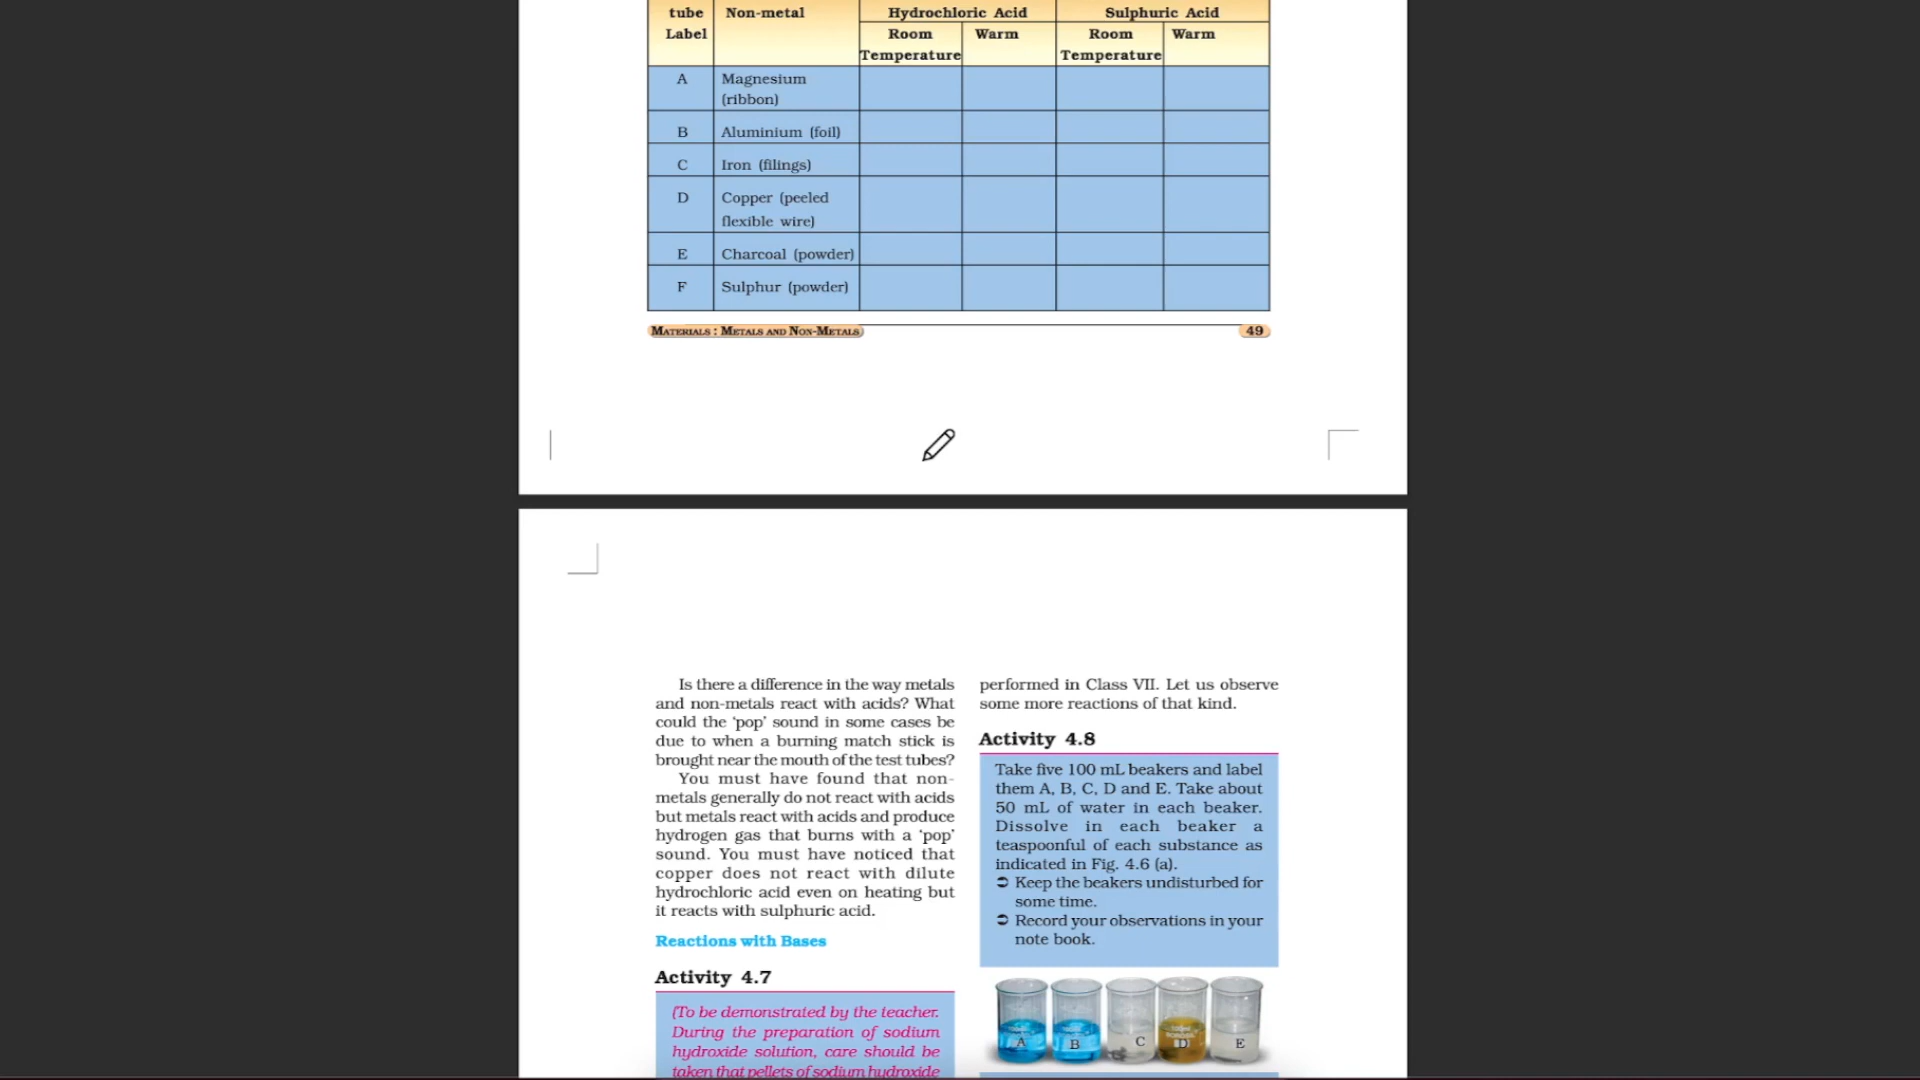 tube Non-metal Hydrochloric Acid Sulphuric Acid
Label Room Warm Room Warm
Temperature Temperature
A Magnesium
(ribbon)
B Aluminium (foil)
C Iron (filings)
D Copper (peeled
flexible wire)
E Charcoal (powder)
F Sulphur (powder)
MATERIALS : METALS AND NON-METALS 49
Is there a difference in the way metals
and non-metals react with acids? What
could the ‘pop’ sound in some cases be
due to when a burning match stick is
brought near the mouth of the test tubes?
You must have found that non-
metals generally do not react with acids
but metals react with acids and produce
hydrogen gas that burns with a ‘pop’
sound. You must have noticed that
copper does not react with dilute
hydrochloric acid even on heating but
it reacts with sulphuric acid.
Reactions with Bases
Activity 4.7
(To be demonstrated by the teacher.
During the preparation of sodium
hydroxide solution, care should be
taken that pellets of sodium hydroxide
performed in Class VII. Let us observe
some more reactions of that kind.
Activity 4.8
Take five 100 mL beakers and label
them A, B, C, D and E. Take about
50 mL of water in each beaker.
Dissolve in each beaker a
teaspoonful of each substance as
indicated in Fig. 4.6 (a).
➲ Keep the beakers undisturbed for
some time.
➲ Record your observations in your
note book.
A B C D E